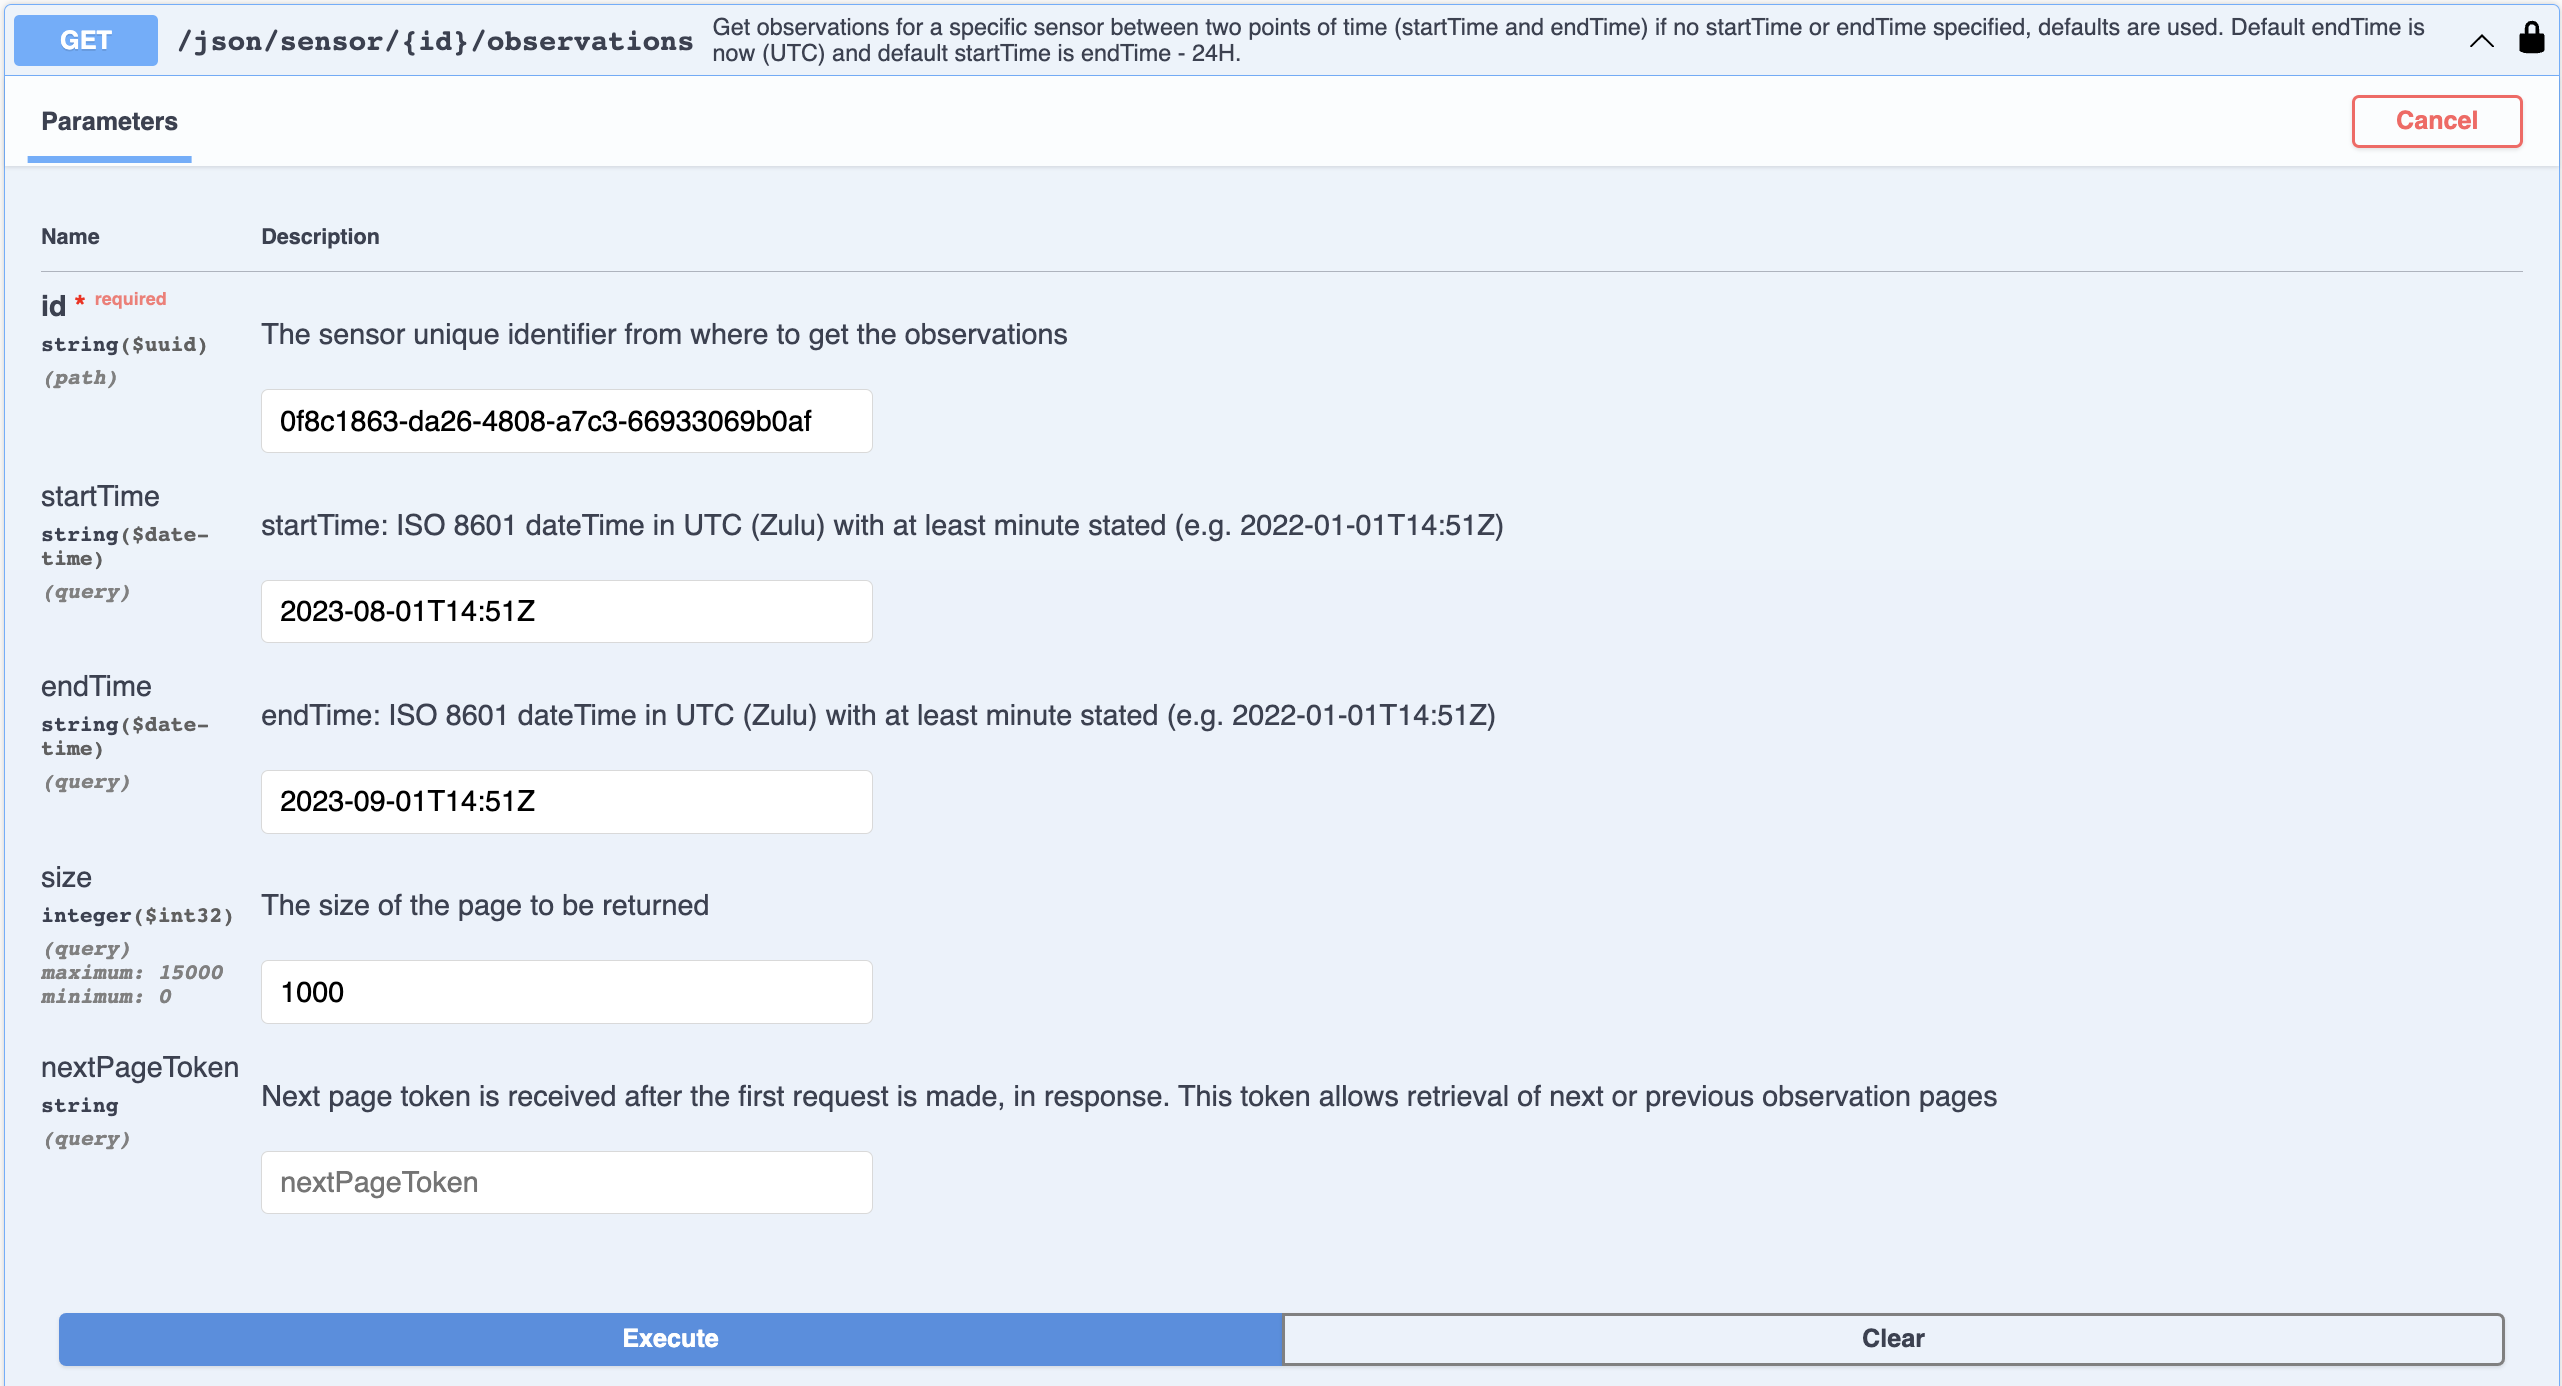 GET /json/sensor/{id}/observations Get observations for a specific sensor between two points of time (startTime and endTime) if no startTime or endTime specified, defaults are used. Default endTime is
now (UTC) and default startTime is endTime - 24H.
Parameters
Cancel
Name Description
id * required
string($uuid)
(path)
The sensor unique identifier from where to get the observations
0f8c1863-da26-4808-a7c3-66933069b0af
startTime
string($date-
time)
(query)
startTime: ISO 8601 dateTime in UTC (Zulu) with at least minute stated (e.g. 2022-01-01T14:51Z)
2023-08-01T14:51Z
endTime
string($date-
time)
(query)
endTime: ISO 8601 dateTime in UTC (Zulu) with at least minute stated (e.g. 2022-01-01T14:51Z)
2023-09-01T14:51Z
size
integer($int32)
(query)
maximum: 15000
minimum: 0
The size of the page to be returned
1000
nextPageToken
string
(query)
Next page token is received after the first request is made, in response. This token allows retrieval of next or previous observation pages
nextPageToken
Execute Clear